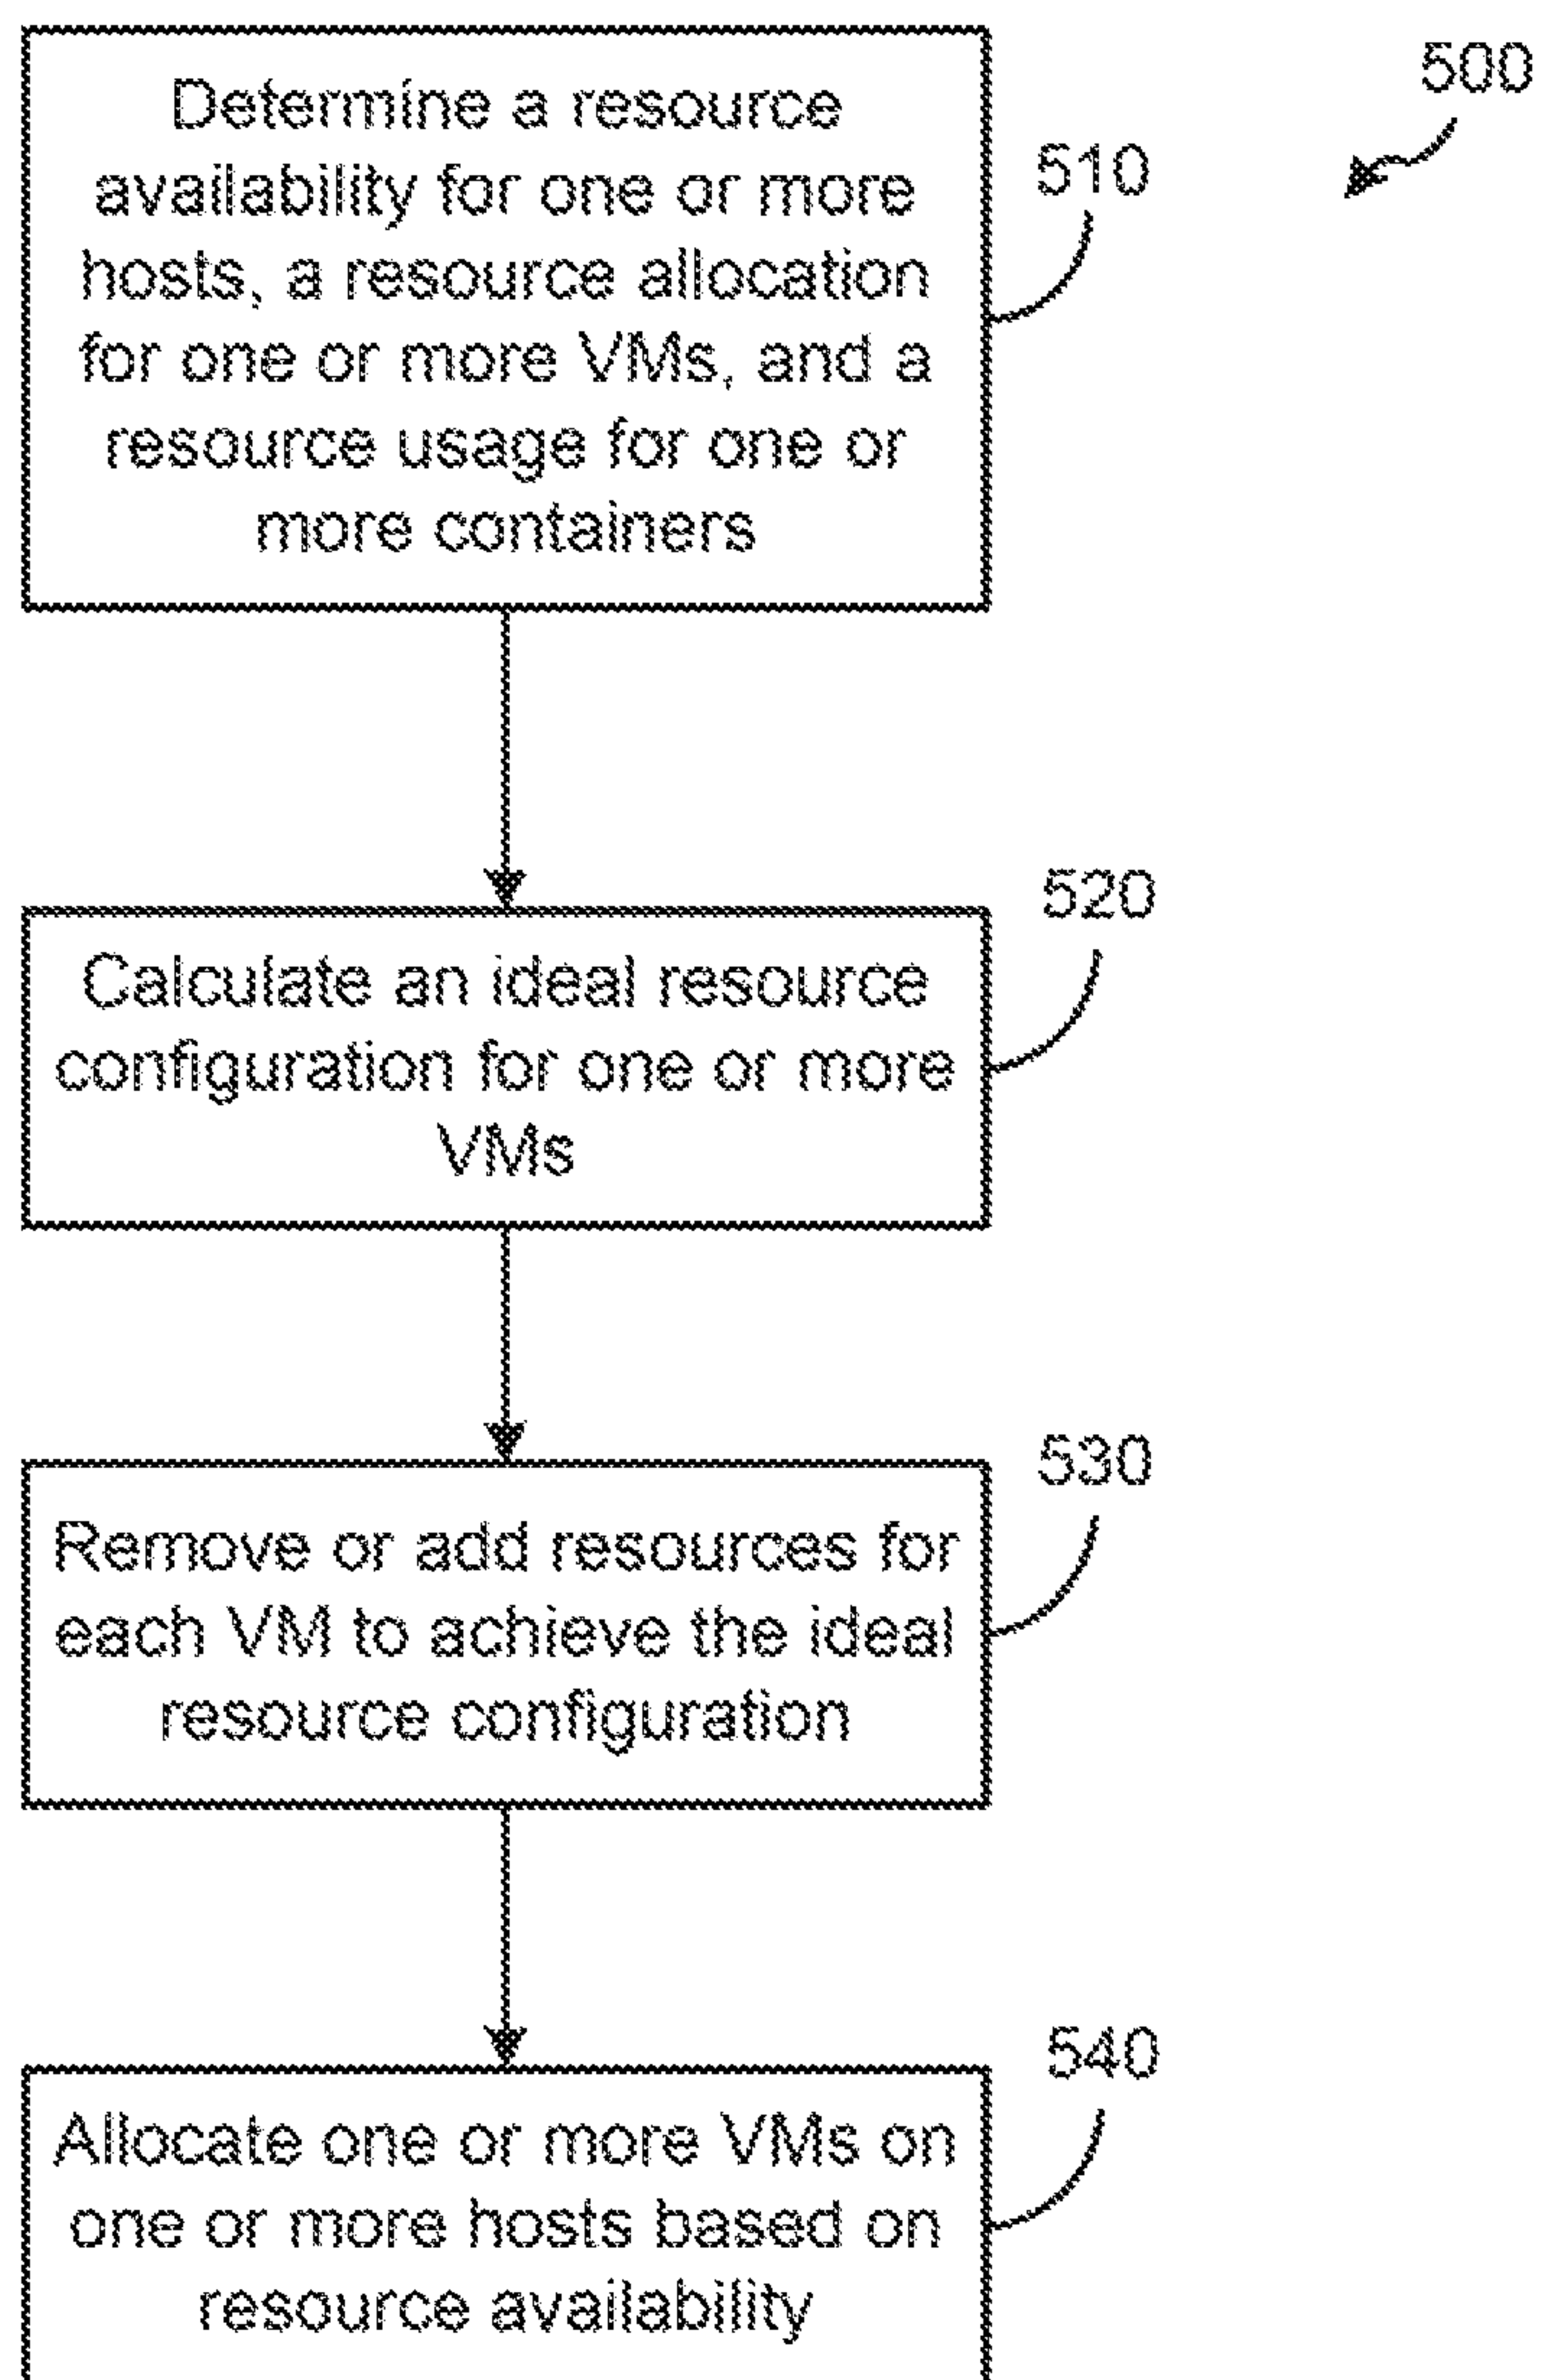 500
Determine a resource
availability for one or more
hosts, a resource allocation
for one or more VMs, and a
resource usage for one or
more containers
510
Calculate an ideal resource
configuration for one or more
VMs
520
Remove or add resources for
each VM to achieve the ideal
resource configuration
530
Allocate one or more VMs on
one or more hosts based on
resource availability
540